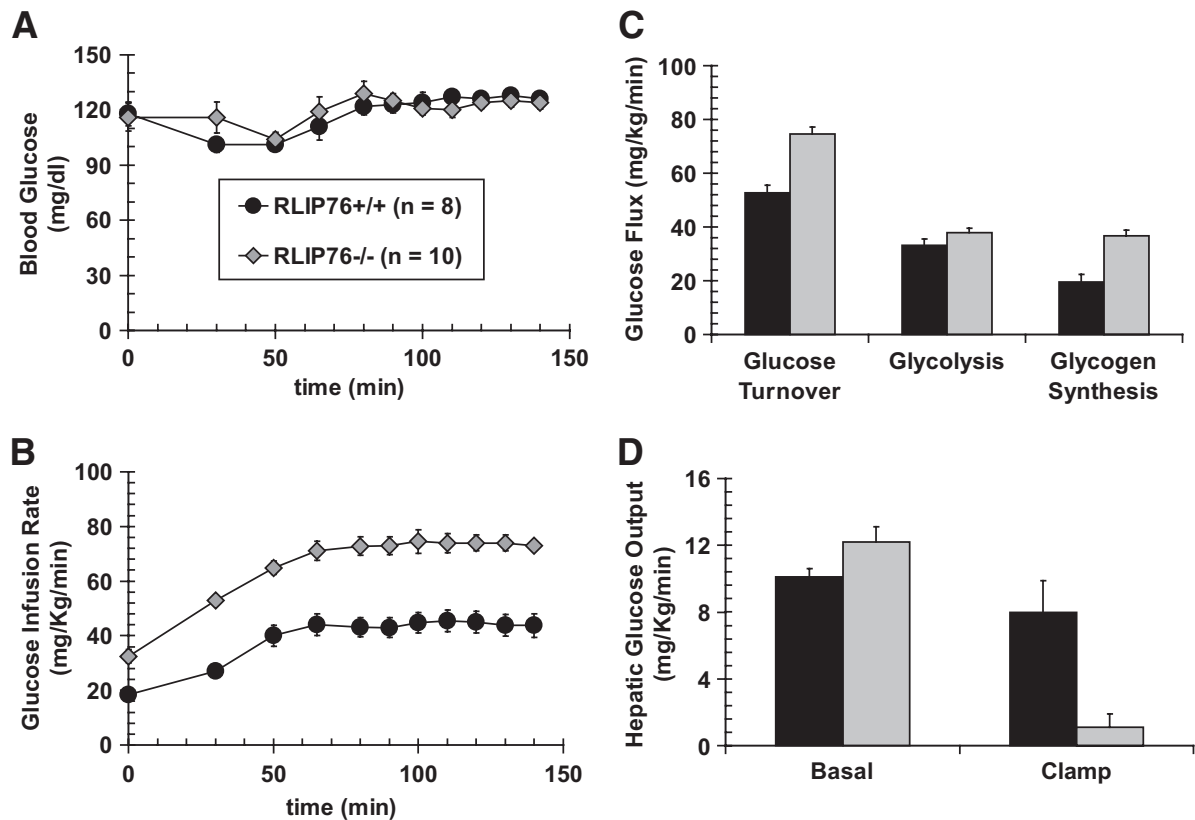 A
Blood Glucose
(mg/dl)
150
120
90
60
30
0
RLIP76+/+ (n = 8)
RLIP76-/- (n = 10)
0
50
100
150
time (min)
B
Glucose Infusion Rate
(mg/Kg/min)
100
80
60
40
20
0
0
50
100
150
time (min)
C
Glucose Flux (mg/kg/min)
100
80
60
40
20
0
Glucose
Turnover
Glycolysis
Glycogen
Synthesis
D
Hepatic Glucose Output
(mg/Kg/min)
16
12
8
4
0
Basal
Clamp